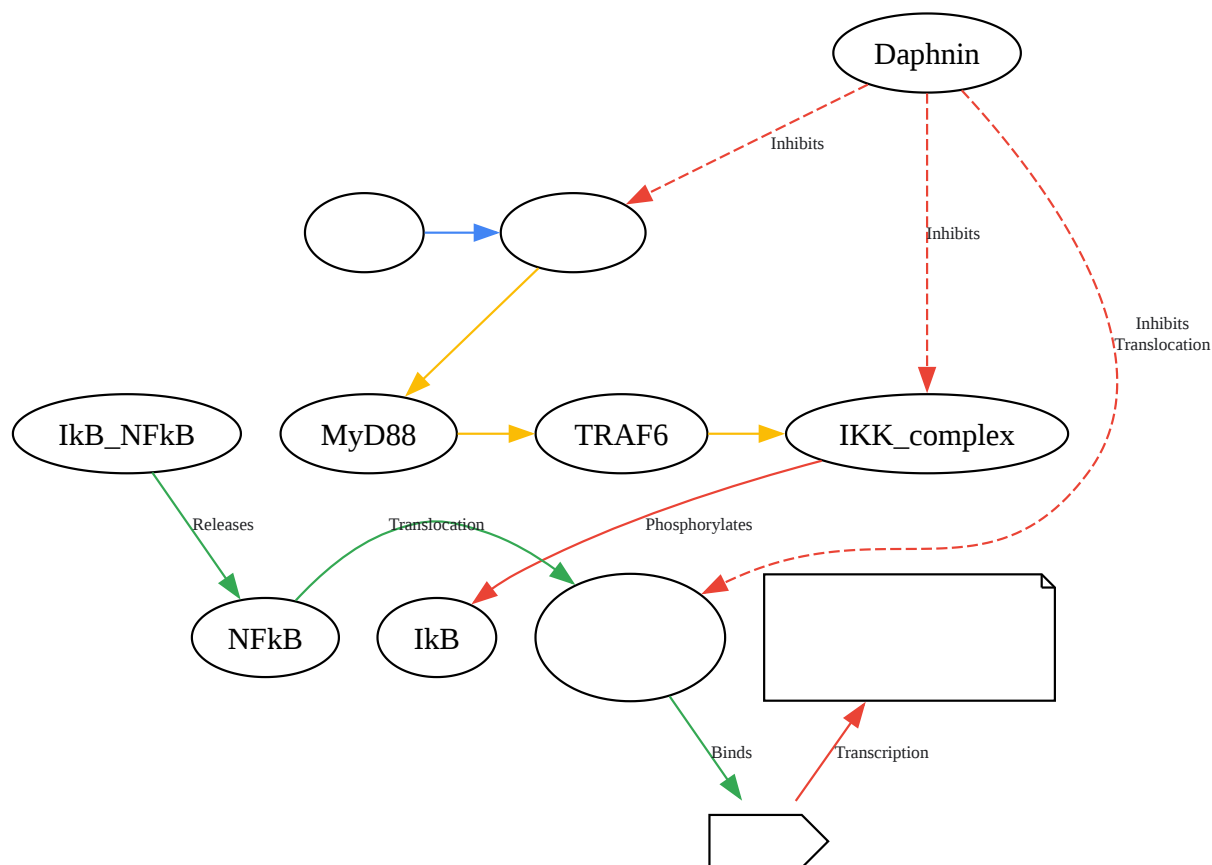 Daphnin
Inhibits
Inhibits
Inhibits
Translocation
IkB_NFkB
MyD88
TRAF6
IKK_complex
Releases
Translocation
Phosphorylates
NFkB
IkB
Binds
Transcription